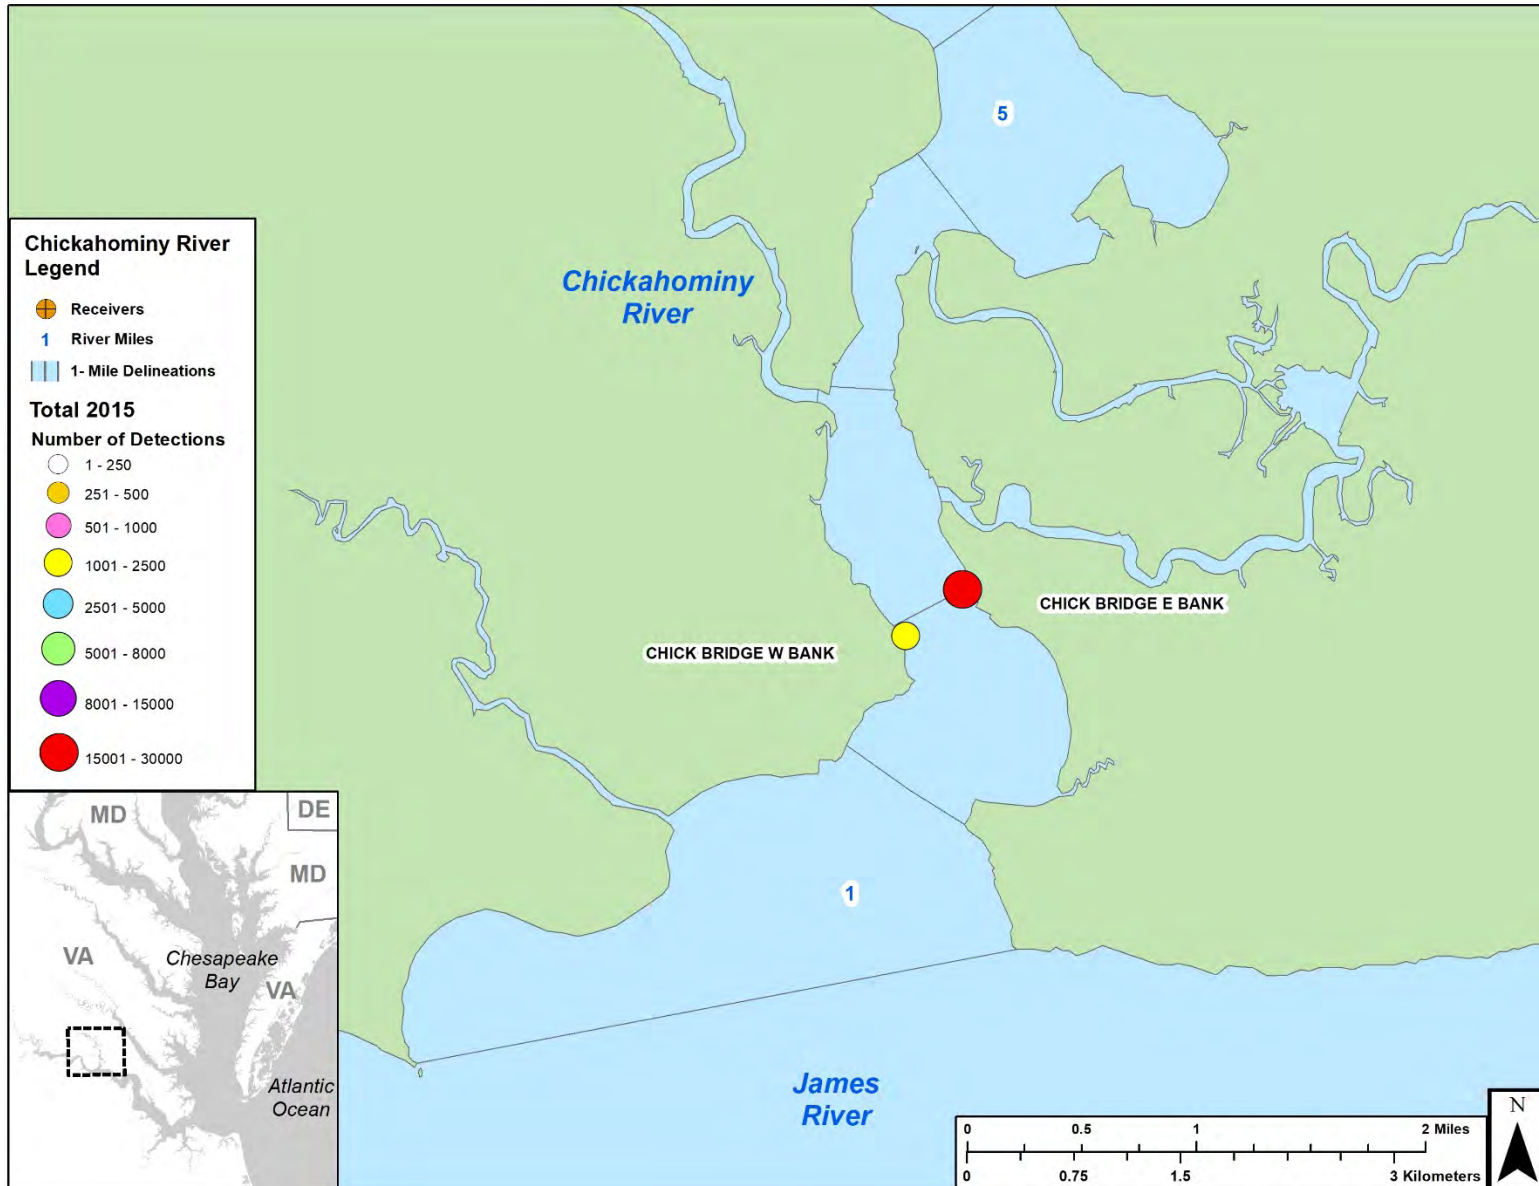 5
Chickahominy
River
Chickahominy River
Legend
Receivers
1 River Miles
1- Mile Delineations
Total 2015
Number of Detections
1 - 250
251 - 500
501 - 1000
1001 - 2500
2501 - 5000
5001 - 8000
8001 - 15000
15001 - 30000
CHICK BRIDGE E BANK
CHICK BRIDGE W BANK
1
MD
DE
MD
VA
Chesapeake
Bay
VA
Atlantic
Ocean
James
River
0 0.5 1 2 Miles
0 0.75 1.5 3 Kilometers
N